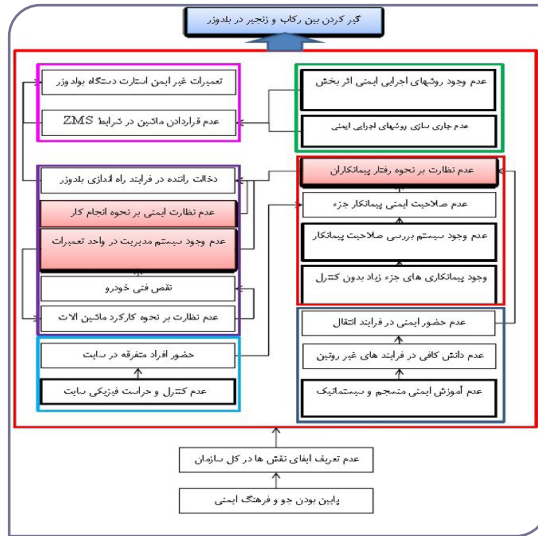 گیر کردن بین رکاب و زنجیر در بلدوزر
عدم وجود روشهای اجرایی ایمنی اثر بخش
عدم جاری سازی روشهای اجرایی ایمنی
تعمیرات غیر ایمن استارت دستگاه بولدوزر
عدم قراردادن ماشین در شرایط ZMS
عدم نظارت بر نحوه رفتار پیمانکاران
عدم صلاحیت ایمنی پیمانکار جزء
عدم وجود سیستم بررسی صلاحیت پیمانکار
وجود پیمانکاری های جزء زیاد بدون کنترل
دخالت راننده در فرایند راه اندازی بلدوزر
عدم نظارت ایمنی بر نحوه انجام کار
عدم وجود سیستم مدیریت در واحد تعمیرات
نقص فنی خودرو
عدم نظارت بر نحوه کارکرد ماشین الات
عدم حضور ایمنی در فرایند انتقال
عدم دانش کافی در فرایند های غیر روتین
عدم آموزش ایمنی منسجم و سیستماتیک
حضور افراد متفرقه در سایت
عدم کنترل و حراست فیزیکی سایت
عدم تعریف ایفای نقش ها در کل سازمان
پایین بودن جو و فرهنگ ایمنی